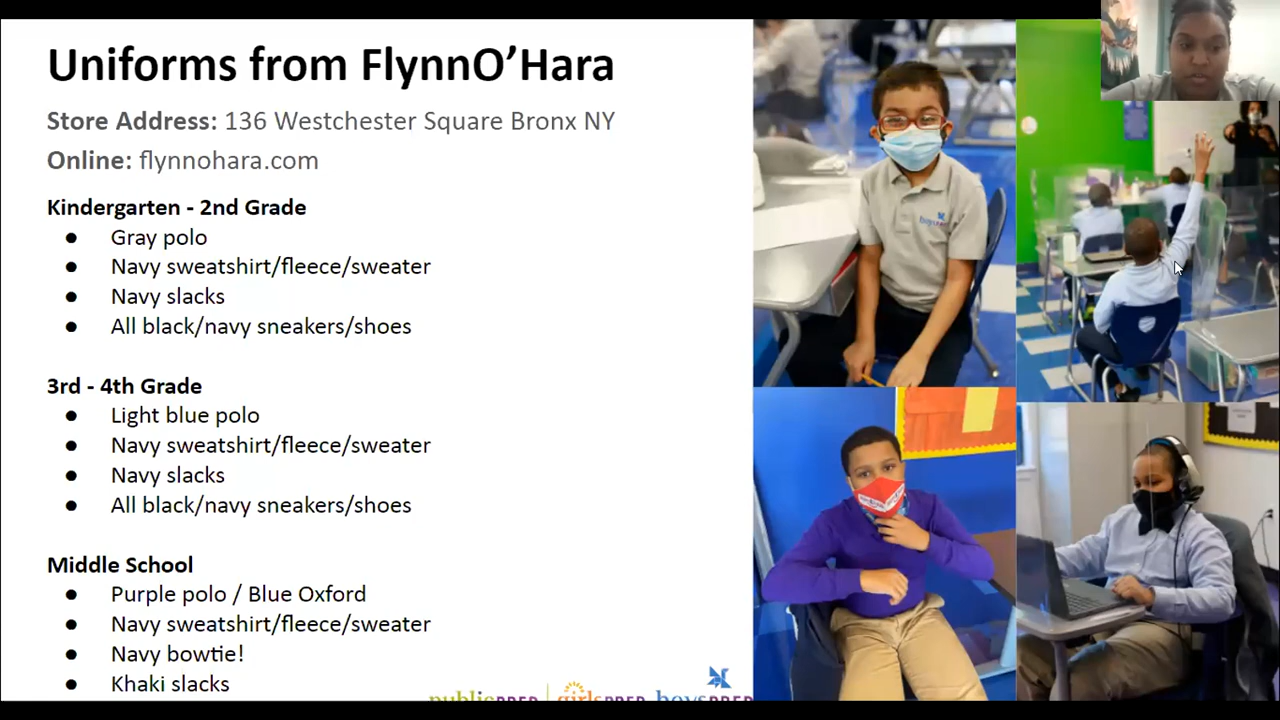 Uniforms from FlynnO'Hara
Store Address: 136 Westchester Square Bronx NY
Online: flynnohara.com
Kindergarten - 2nd Grade
● Gray polo
● Navy sweatshirt/fleece/sweater
● Navy slacks
● All black/navy sneakers/shoes
3rd - 4th Grade
● Light blue polo
● Navy sweatshirt/fleece/sweater
● Navy slacks
● All black/navy sneakers/shoes
Middle School
● Purple polo / Blue Oxford
● Navy sweatshirt/fleece/sweater
● Navy bowtie!
● Khaki slacks
publicPREP girlsPREP boysPREP